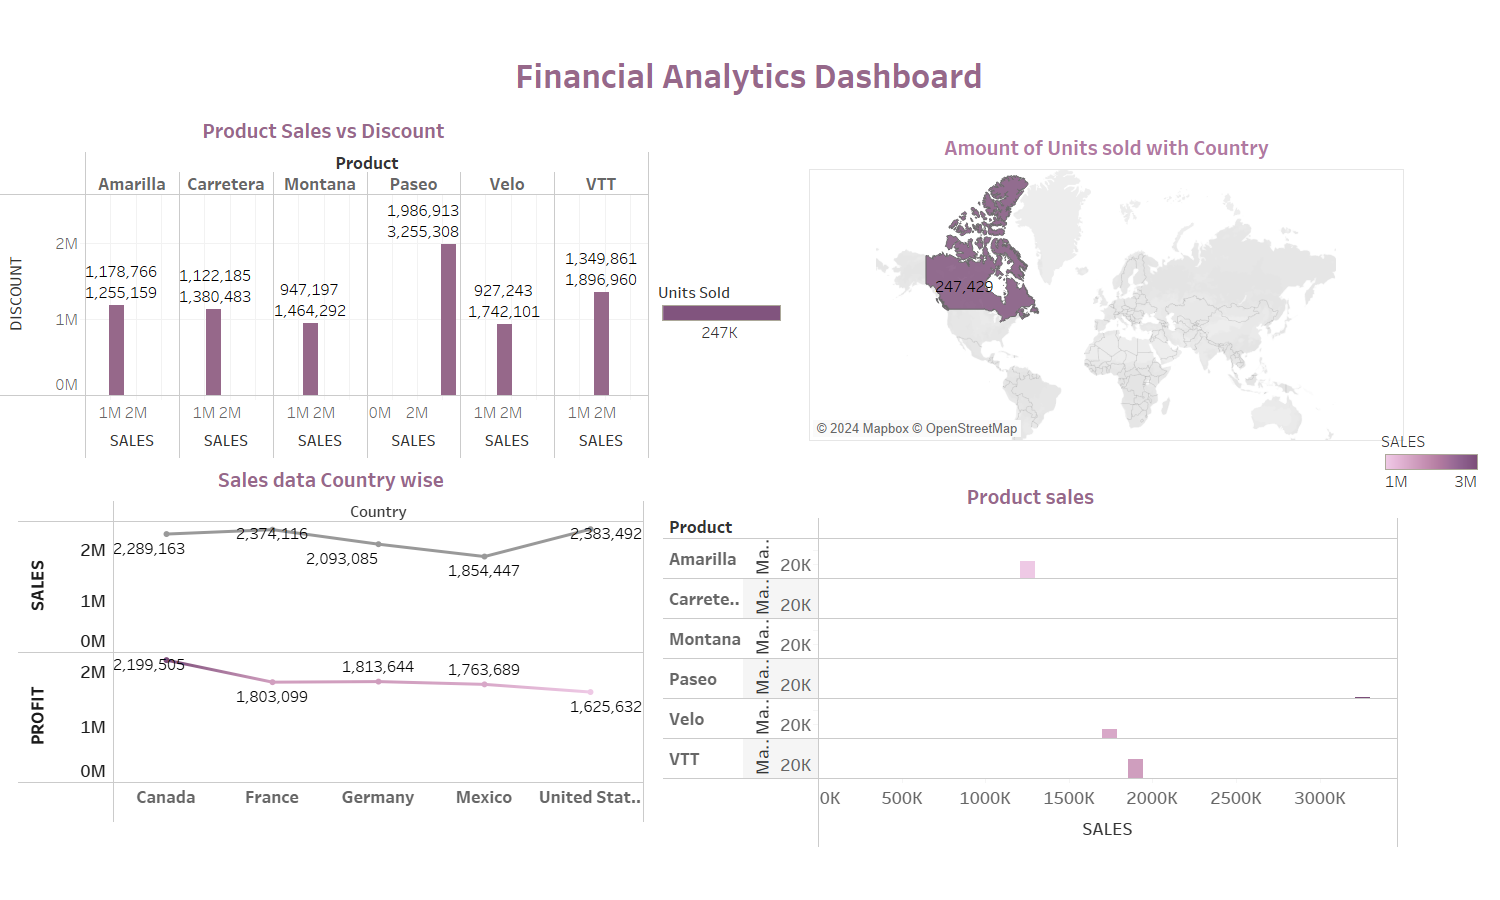 Financial Analytics Dashboard
Product Sales vs Discount
Product
Amarilla Carretera Montana Paseo Velo VTT
DISCOUNT
2M
1M
0M
1,178,766
1,255,159
1,122,185
1,380,483
947,197
1,464,292
1,986,913
3,255,308
927,243
1,742,101
1,349,861
1,896,960
1M 2M 1M 2M 1M 2M 0M 2M 1M 2M 1M 2M
SALES SALES SALES SALES SALES SALES
Units Sold
247K
Amount of Units sold with Country
247,429
© 2024 Mapbox © OpenStreetMap
SALES
1M 3M
Sales data Country wise
Country
SALES
2M
1M
0M
2,289,163
2,374,116
2,093,085
1,854,447
2,383,492
PROFIT
2M
1M
0M
2,199,505
1,803,099
1,813,644
1,763,689
1,625,632
Canada France Germany Mexico United Stat..
Product sales
Product
Amarilla Ma.. 20K
Carrete.. Ma.. 20K
Montana Ma.. 20K
Paseo Ma.. 20K
Velo Ma.. 20K
VTT Ma.. 20K
0K 500K 1000K 1500K 2000K 2500K 3000K
SALES